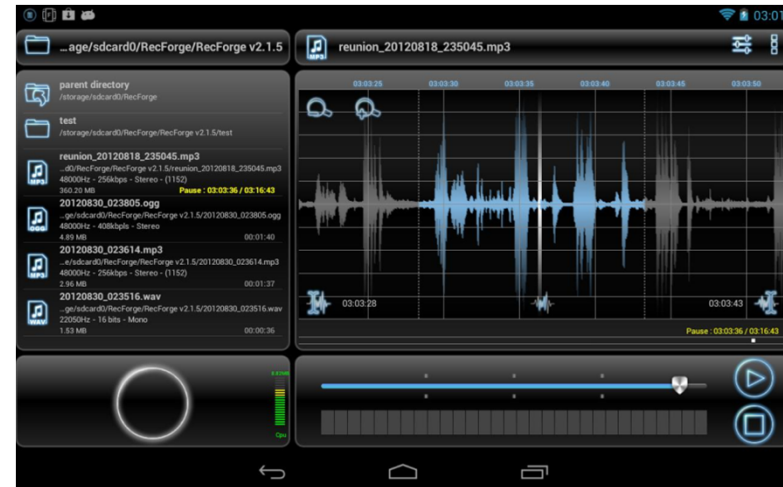 03:01
...age/sdcard0/RecForge/RecForge v2.1.5
MP3
reunion_20120818_235045.mp3
parent directory
/storage/sdcard0/RecForge
test
/storage/sdcard0/RecForge/RecForge v2.1.5/test
reunion_20120818_235045.mp3
...d0/RecForge/RecForge v2.1.5/reunion_20120818_235045.mp3
MP3
48000Hz - 256kbps - Stereo - (1152)
360.20 MB
Pause : 03:03:36 / 03:16:43
20120830_023805.ogg
...ge/sdcard0/RecForge/RecForge v2.1.5/20120830_023805.ogg
OGG
48000Hz - 408kbps - Stereo
4.89 MB
00:01:40
20120830_023614.mp3
...e/sdcard0/RecForge/RecForge v2.1.5/20120830_023614.mp3
MP3
48000Hz - 256kbps - Stereo - (1152)
2.96 MB
00:01:37
20120830_023516.wav
...ge/sdcard0/RecForge/RecForge v2.1.5/20120830_023516.wav
WAV
22050Hz - 16 bits - Mono
1.53 MB
00:00:36
03:03:25
03:03:30
03:03:35
03:03:40
03:03:45
03:03:50
03:03:28
03:03:43
Pause : 03:03:36 / 03:16:43
Cpu